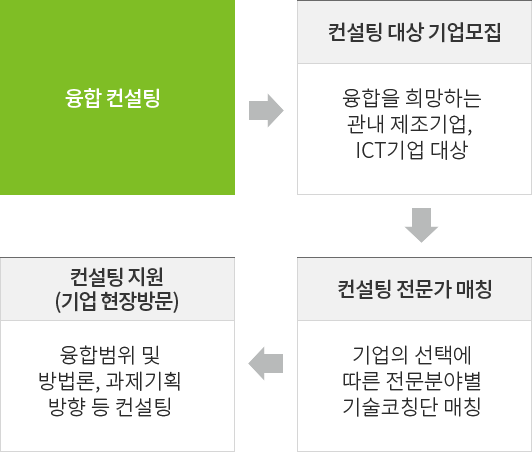 융합 컨설팅
컨설팅 대상 기업모집
융합을 희망하는
관내 제조기업,
ICT기업 대상
컨설팅 전문가 매칭
기업의 선택에
따른 전문분야별
기술코칭단 매칭
컨설팅 지원
(기업 현장방문)
융합범위 및
방법론, 과제기획
방향 등 컨설팅